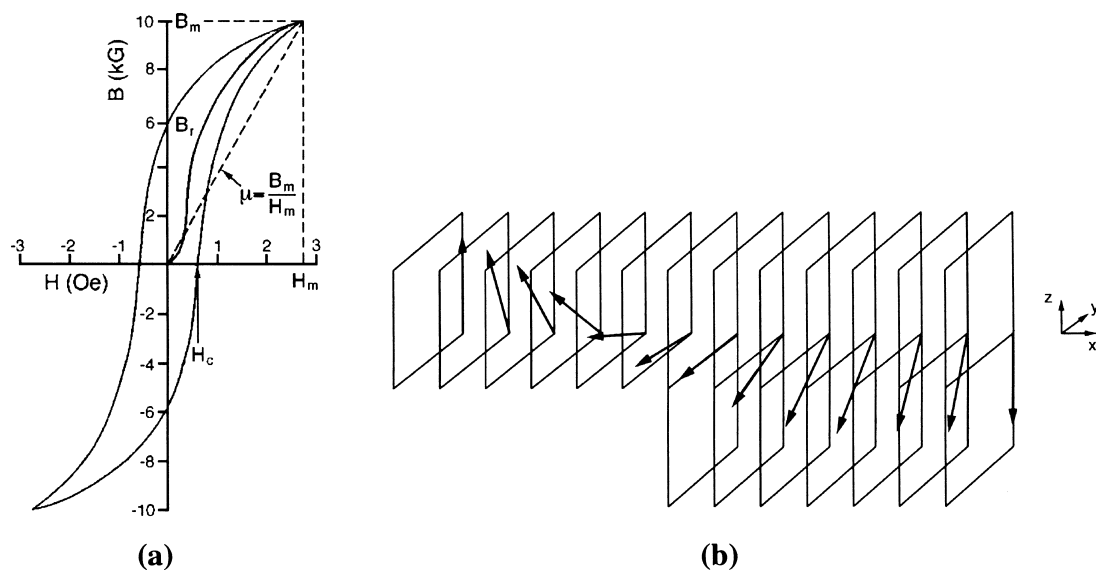 B (kG)
10
B_m
8
6
B_r
4
2
μ = B_m / H_m
-3 -2 -1 1 2 3
H (Oe)
H_m
-2
H_c
-4
-6
-8
-10
z
y
x
(a)
(b)